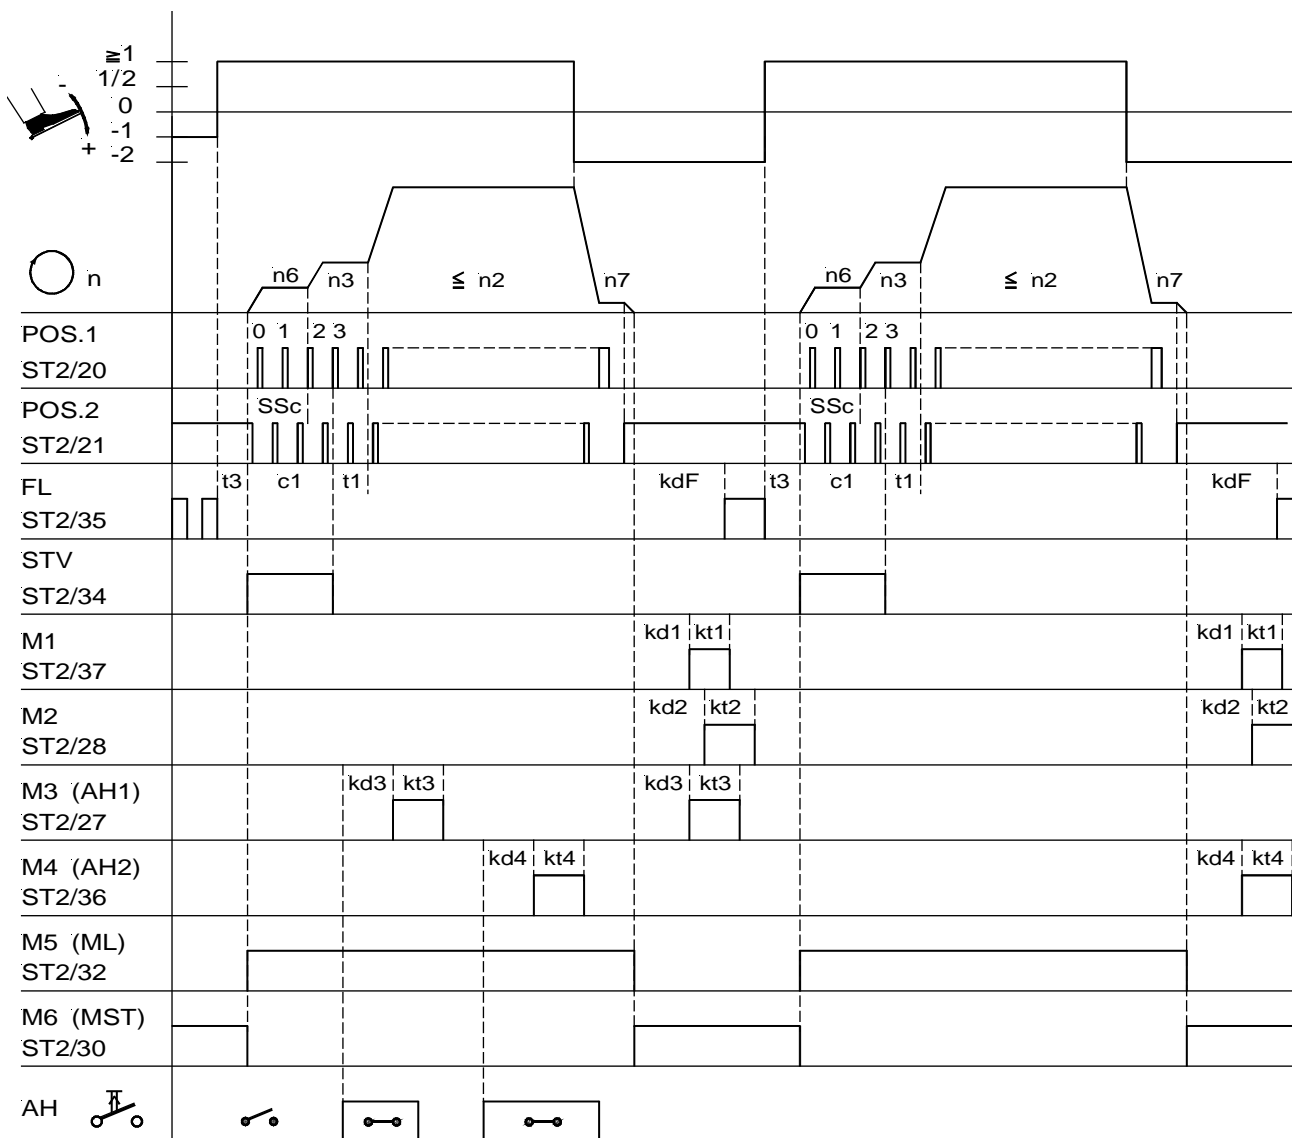 ≧1
1/2
-
0
-1
+
-2
n6 n3 ≦ n2 n7 n6 n3 ≦ n2 n7
n
POS.1 0 1 2 3 0 1 2 3
ST2/20
POS.2 SSc SSc
ST2/21
FL t3 c1 t1 kdF t3 c1 t1 kdF
ST2/35
STV
ST2/34
M1 kd1 kt1 kd1 kt1
ST2/37
M2 kd2 kt2 kd2 kt2
ST2/28
M3 (AH1) kd3 kt3 kd3 kt3
ST2/27
M4 (AH2) kd4 kt4 kd4 kt4
ST2/36
M5 (ML)
ST2/32
M6 (MST)
ST2/30
AH